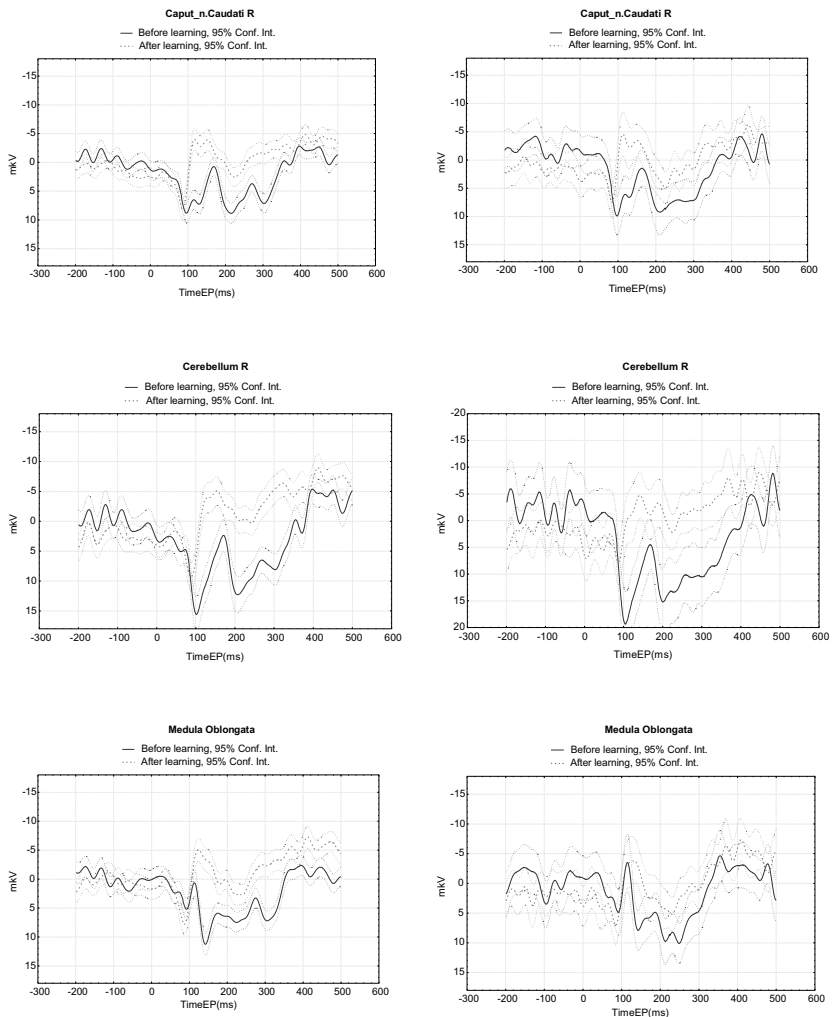 Caput_n.Caudati R
Before learning, 95% Conf. Int.
After learning, 95% Conf. Int.
-15
-10
-5
0
5
10
15
mkV
-300 -200 -100 0 100 200 300 400 500 600
TimeEP(ms)
Caput_n.Caudati R
Before learning, 95% Conf. Int.
After learning, 95% Conf. Int.
-15
-10
-5
0
5
10
15
mkV
-300 -200 -100 0 100 200 300 400 500 600
TimeEP(ms)
Cerebellum R
Before learning, 95% Conf. Int.
After learning, 95% Conf. Int.
-15
-10
-5
0
5
10
15
mkV
-300 -200 -100 0 100 200 300 400 500 600
TimeEP(ms)
Cerebellum R
Before learning, 95% Conf. Int.
After learning, 95% Conf. Int.
-20
-15
-10
-5
0
5
10
15
20
mkV
-300 -200 -100 0 100 200 300 400 500 600
TimeEP(ms)
Medula Oblongata
Before learning, 95% Conf. Int.
After learning, 95% Conf. Int.
-15
-10
-5
0
5
10
15
mkV
-300 -200 -100 0 100 200 300 400 500 600
TimeEP(ms)
Medula Oblongata
Before learning, 95% Conf. Int.
After learning, 95% Conf. Int.
-15
-10
-5
0
5
10
15
mkV
-300 -200 -100 0 100 200 300 400 500 600
TimeEP(ms)